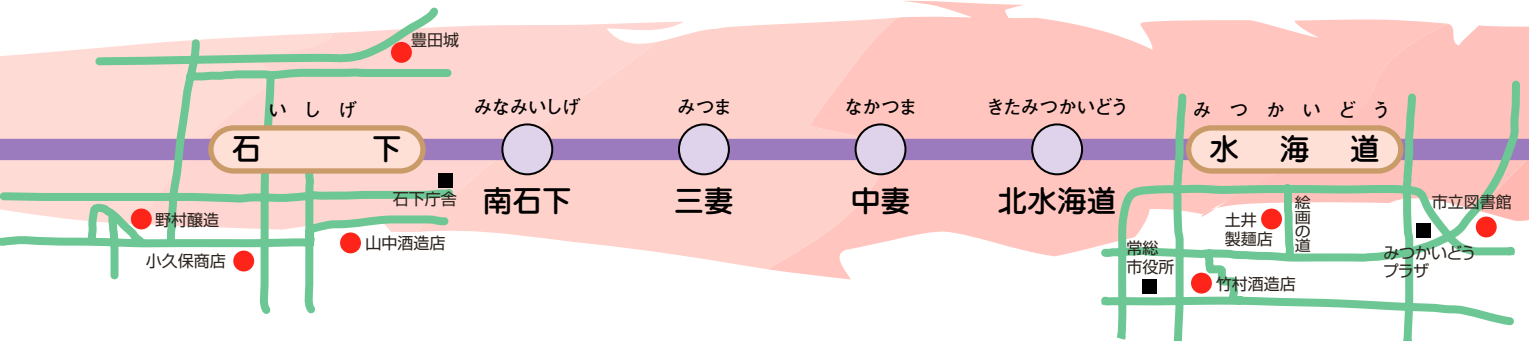 豊田城
いしげ
石下
石下庁舎
野村醸造
小久保商店
山中酒造店
みなみいしげ
南石下
みつま
三妻
なかつま
中妻
きたみつかいどう
北水海道
みつかいどう
水海道
常総
市役所
土井
製麺店
絵画の道
竹村酒造店
市立図書館
みつかいどう
プラザ